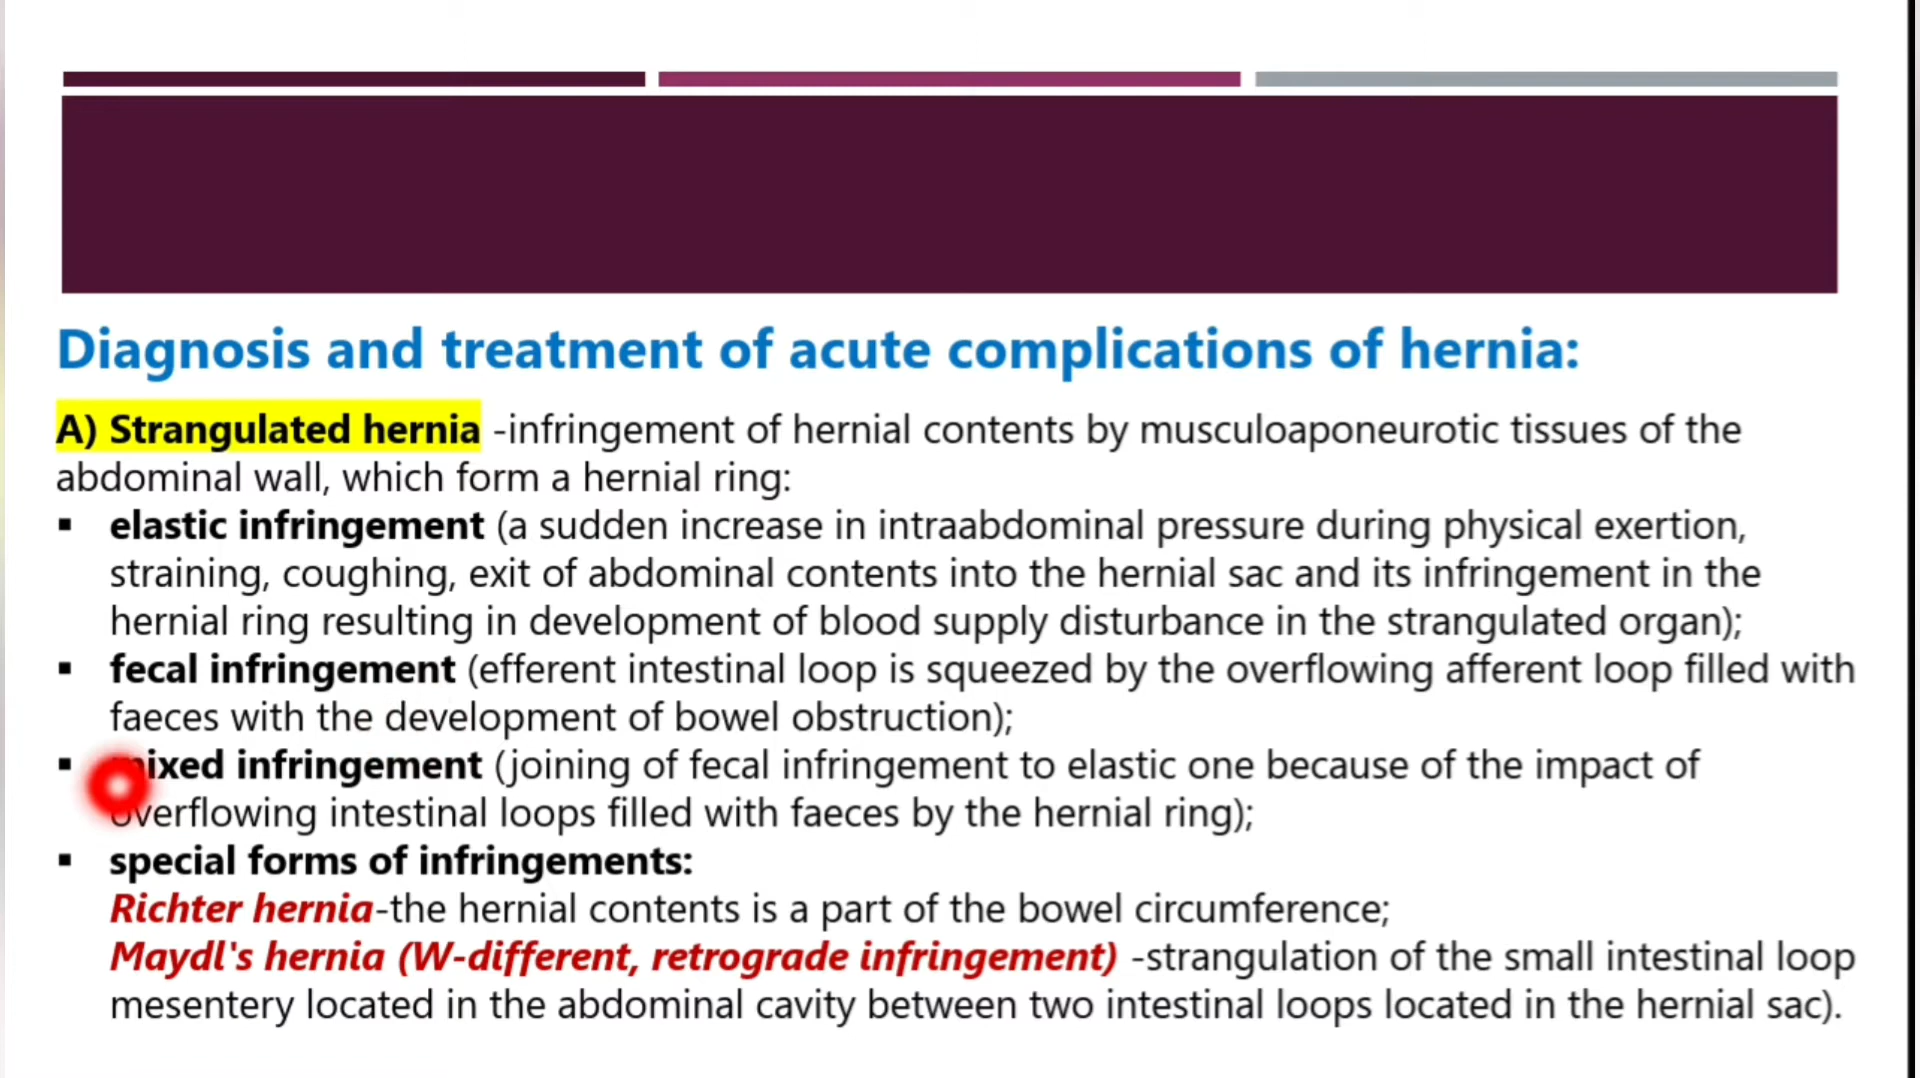 Diagnosis and treatment of acute complications of hernia:
A) Strangulated hernia -infringement of hernial contents by musculoaponeurotic tissues of the
abdominal wall, which form a hernial ring:
▪ elastic infringement (a sudden increase in intraabdominal pressure during physical exertion,
straining, coughing, exit of abdominal contents into the hernial sac and its infringement in the
hernial ring resulting in development of blood supply disturbance in the strangulated organ);
▪ fecal infringement (efferent intestinal loop is squeezed by the overflowing afferent loop filled with
faeces with the development of bowel obstruction);
▪ mixed infringement (joining of fecal infringement to elastic one because of the impact of
overflowing intestinal loops filled with faeces by the hernial ring);
▪ special forms of infringements:
Richter hernia-the hernial contents is a part of the bowel circumference;
Maydl's hernia (W-different, retrograde infringement) -strangulation of the small intestinal loop
mesentery located in the abdominal cavity between two intestinal loops located in the hernial sac).